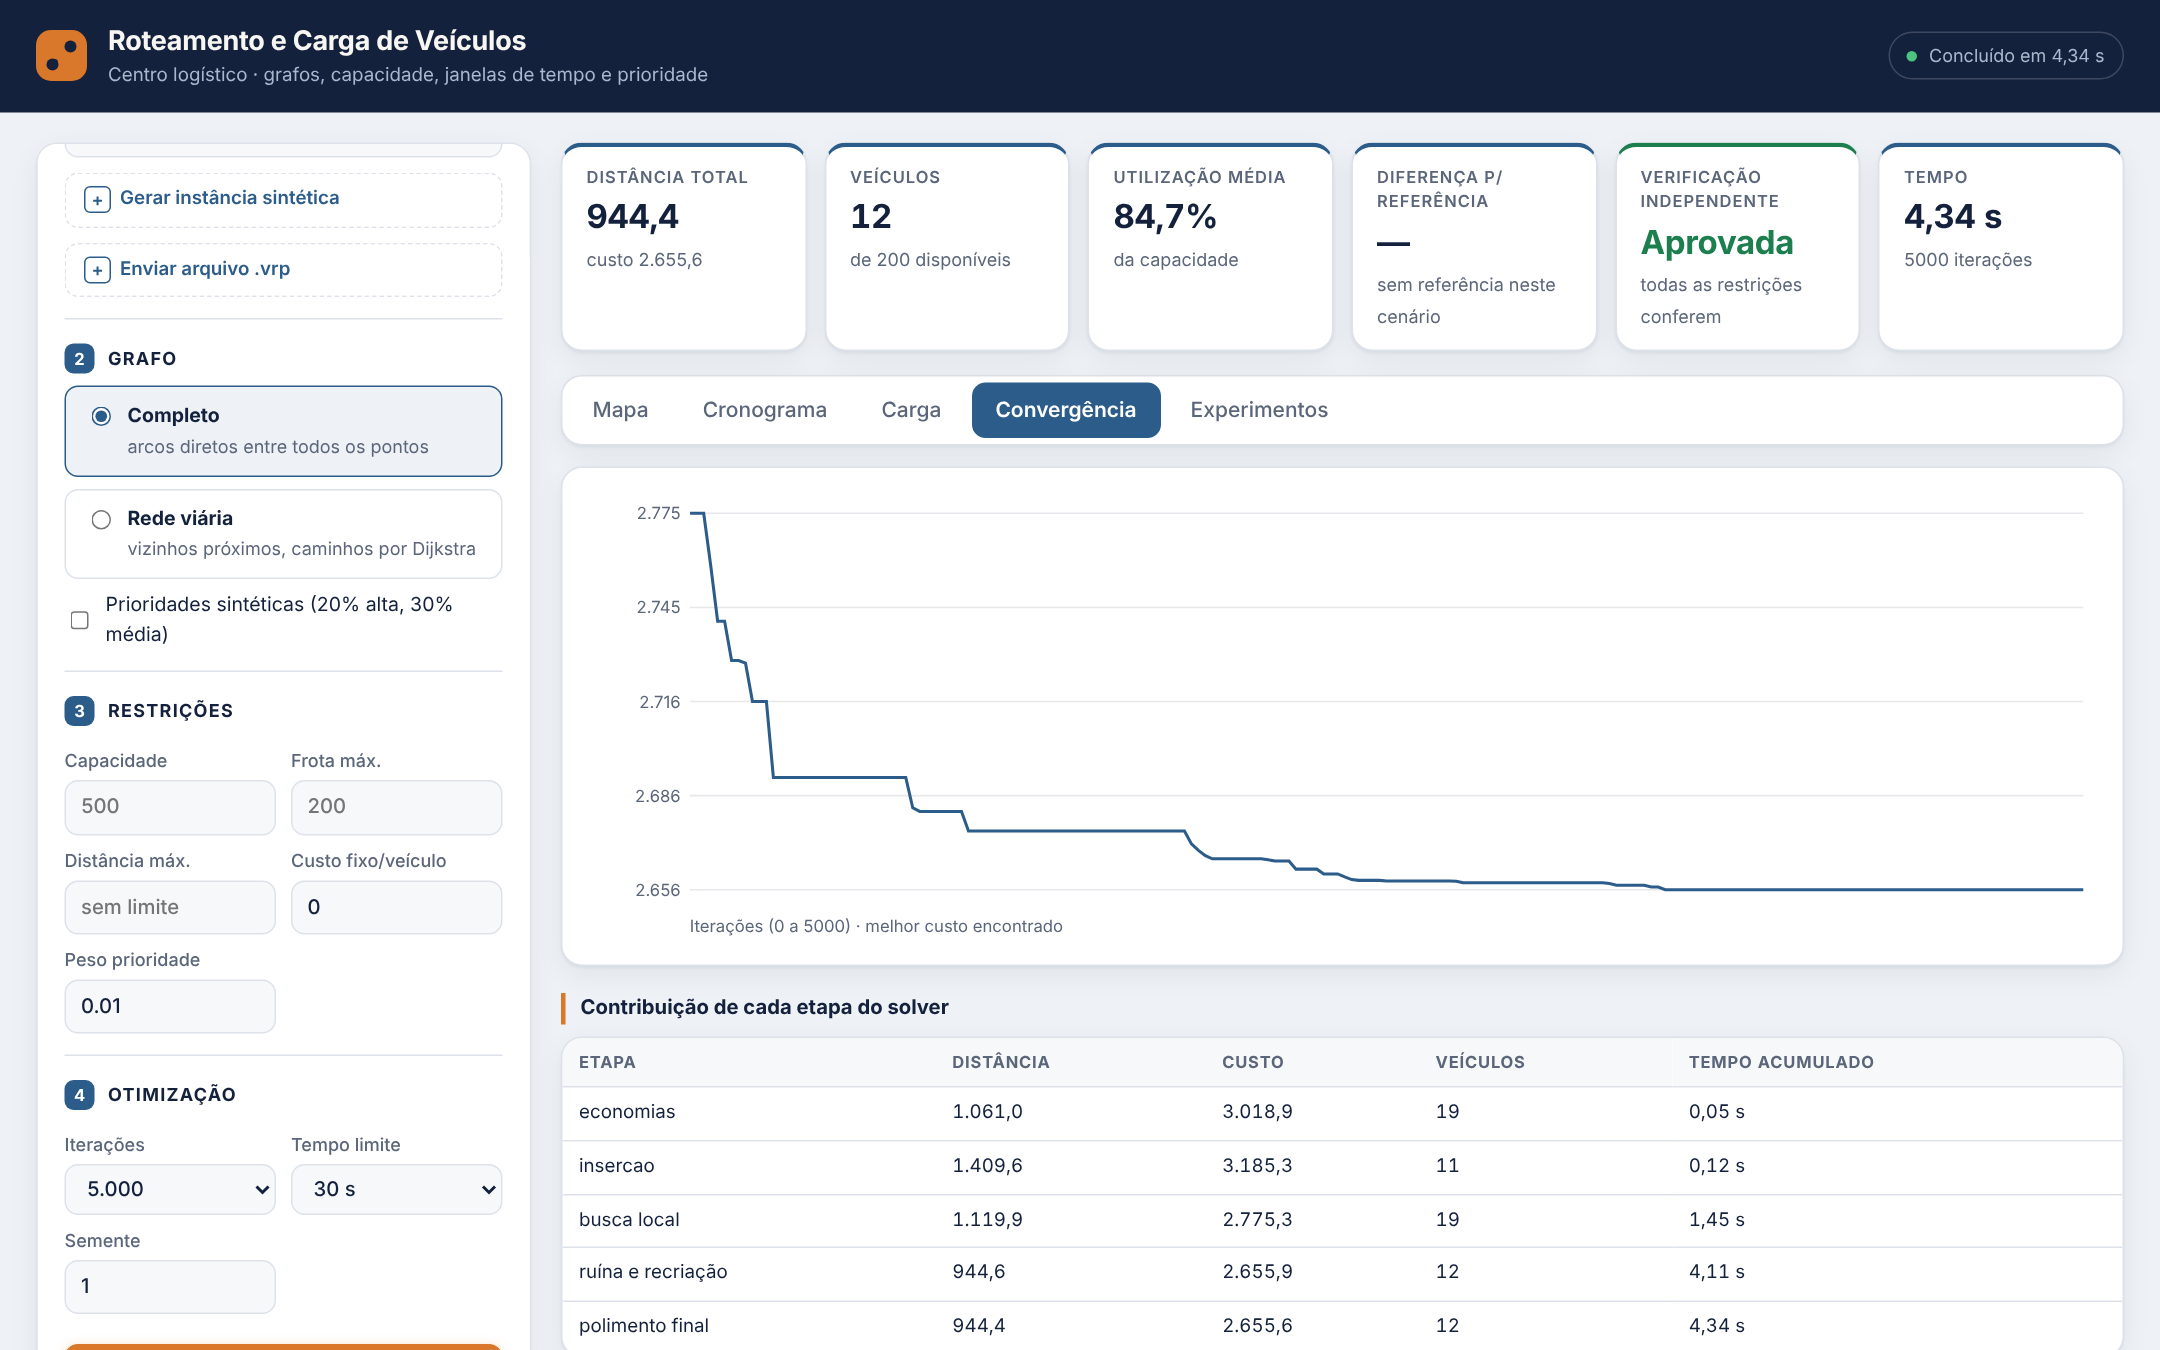 Roteamento e Carga de Veículos
Centro logístico · grafos, capacidade, janelas de tempo e prioridade
Concluído em 4,34 s
+ Gerar instância sintética
+ Enviar arquivo .vrp
2 GRAFO
Completo
arcos diretos entre todos os pontos
Rede viária
vizinhos próximos, caminhos por Dijkstra
Prioridades sintéticas (20% alta, 30%
média)
3 RESTRIÇÕES
Capacidade Frota máx.
500 200
Distância máx. Custo fixo/veículo
sem limite 0
Peso prioridade
0.01
4 OTIMIZAÇÃO
Iterações Tempo limite
5.000 30 s
Semente
1
DISTÂNCIA TOTAL
944,4
custo 2.655,6
VEÍCULOS
12
de 200 disponíveis
UTILIZAÇÃO MÉDIA
84,7%
da capacidade
DIFERENÇA P/
REFERÊNCIA
—
sem referência neste
cenário
VERIFICAÇÃO
INDEPENDENTE
Aprovada
todas as restrições
conferem
TEMPO
4,34 s
5000 iterações
Mapa Cronograma Carga Convergência Experimentos
2.775
2.745
2.716
2.686
2.656
Iterações (0 a 5000) · melhor custo encontrado
Contribuição de cada etapa do solver
ETAPA DISTÂNCIA CUSTO VEÍCULOS TEMPO ACUMULADO
economias 1.061,0 3.018,9 19 0,05 s
insercao 1.409,6 3.185,3 11 0,12 s
busca local 1.119,9 2.775,3 19 1,45 s
ruína e recriação 944,6 2.655,9 12 4,11 s
polimento final 944,4 2.655,6 12 4,34 s